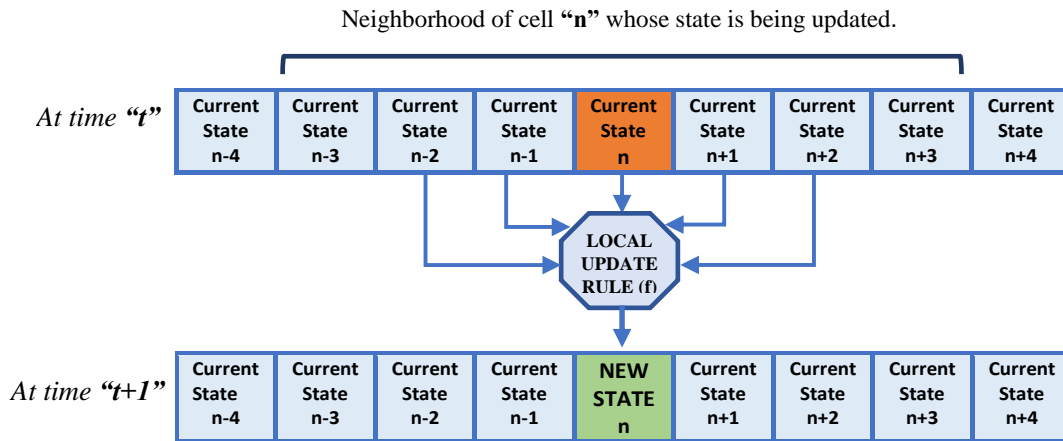 Neighborhood of cell “n” whose state is being updated.
At time “t”
Current State n-4
Current State n-3
Current State n-2
Current State n-1
Current State n
Current State n+1
Current State n+2
Current State n+3
Current State n+4
LOCAL
UPDATE
RULE (f)
At time “t+1”
Current State n-4
Current State n-3
Current State n-2
Current State n-1
NEW STATE n
Current State n+1
Current State n+2
Current State n+3
Current State n+4